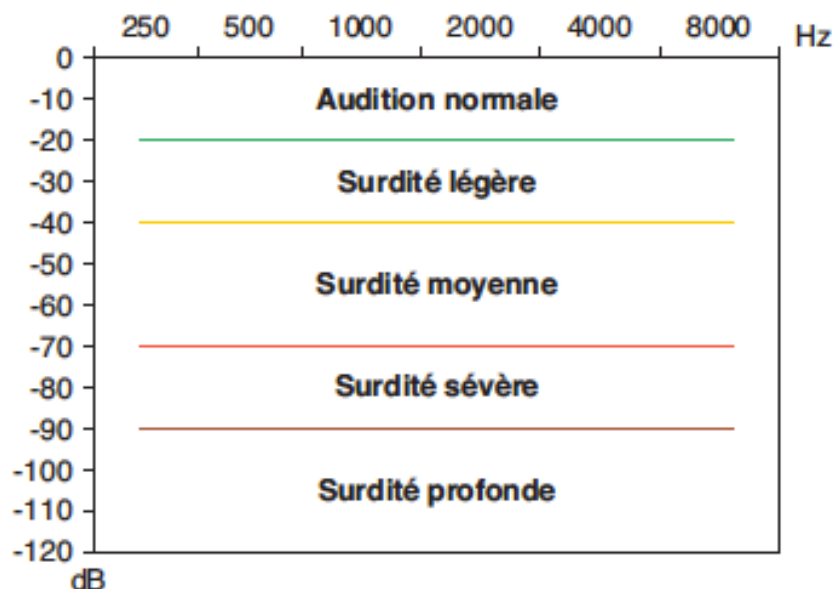 250 500 1000 2000 4000 8000 Hz
0
-10 Audition normale
-20
-30 Surdité légère
-40
-50
Surdité moyenne
-60
-70
-80 Surdité sévère
-90
-100
Surdité profonde
-110
-120
dB